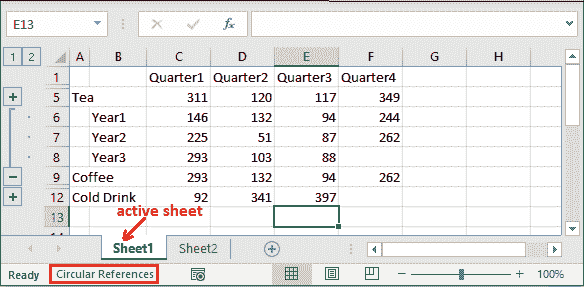 E13
fx
1 2 A B C D E F G H
1 Quarter1 Quarter2 Quarter3 Quarter4
5 Tea 311 120 117 349
6 Year1 146 132 94 244
7 Year2 225 51 87 262
8 Year3 293 103 88
9 Coffee 293 132 94 262
12 Cold Drink 92 341 397
13
active sheet
Sheet1 Sheet2
Ready Circular References 100%